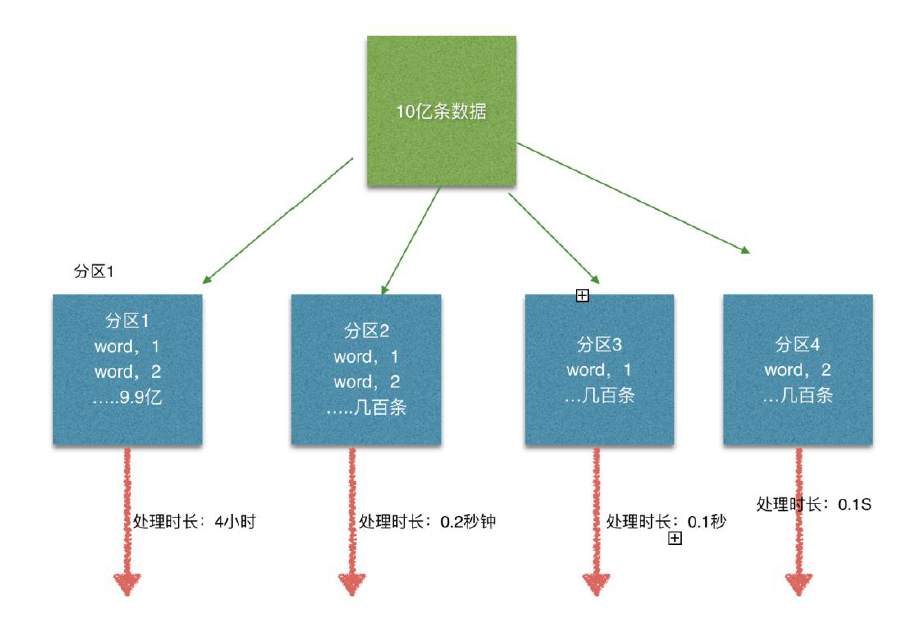 10亿条数据
分区1
分区1
word，1
word，2
…..9.9亿
分区2
word，1
word，2
…..几百条
分区3
word，1
…几百条
分区4
word，2
…几百条
处理时长：4小时
处理时长：0.2秒钟
处理时长：0.1秒
处理时长：0.1S